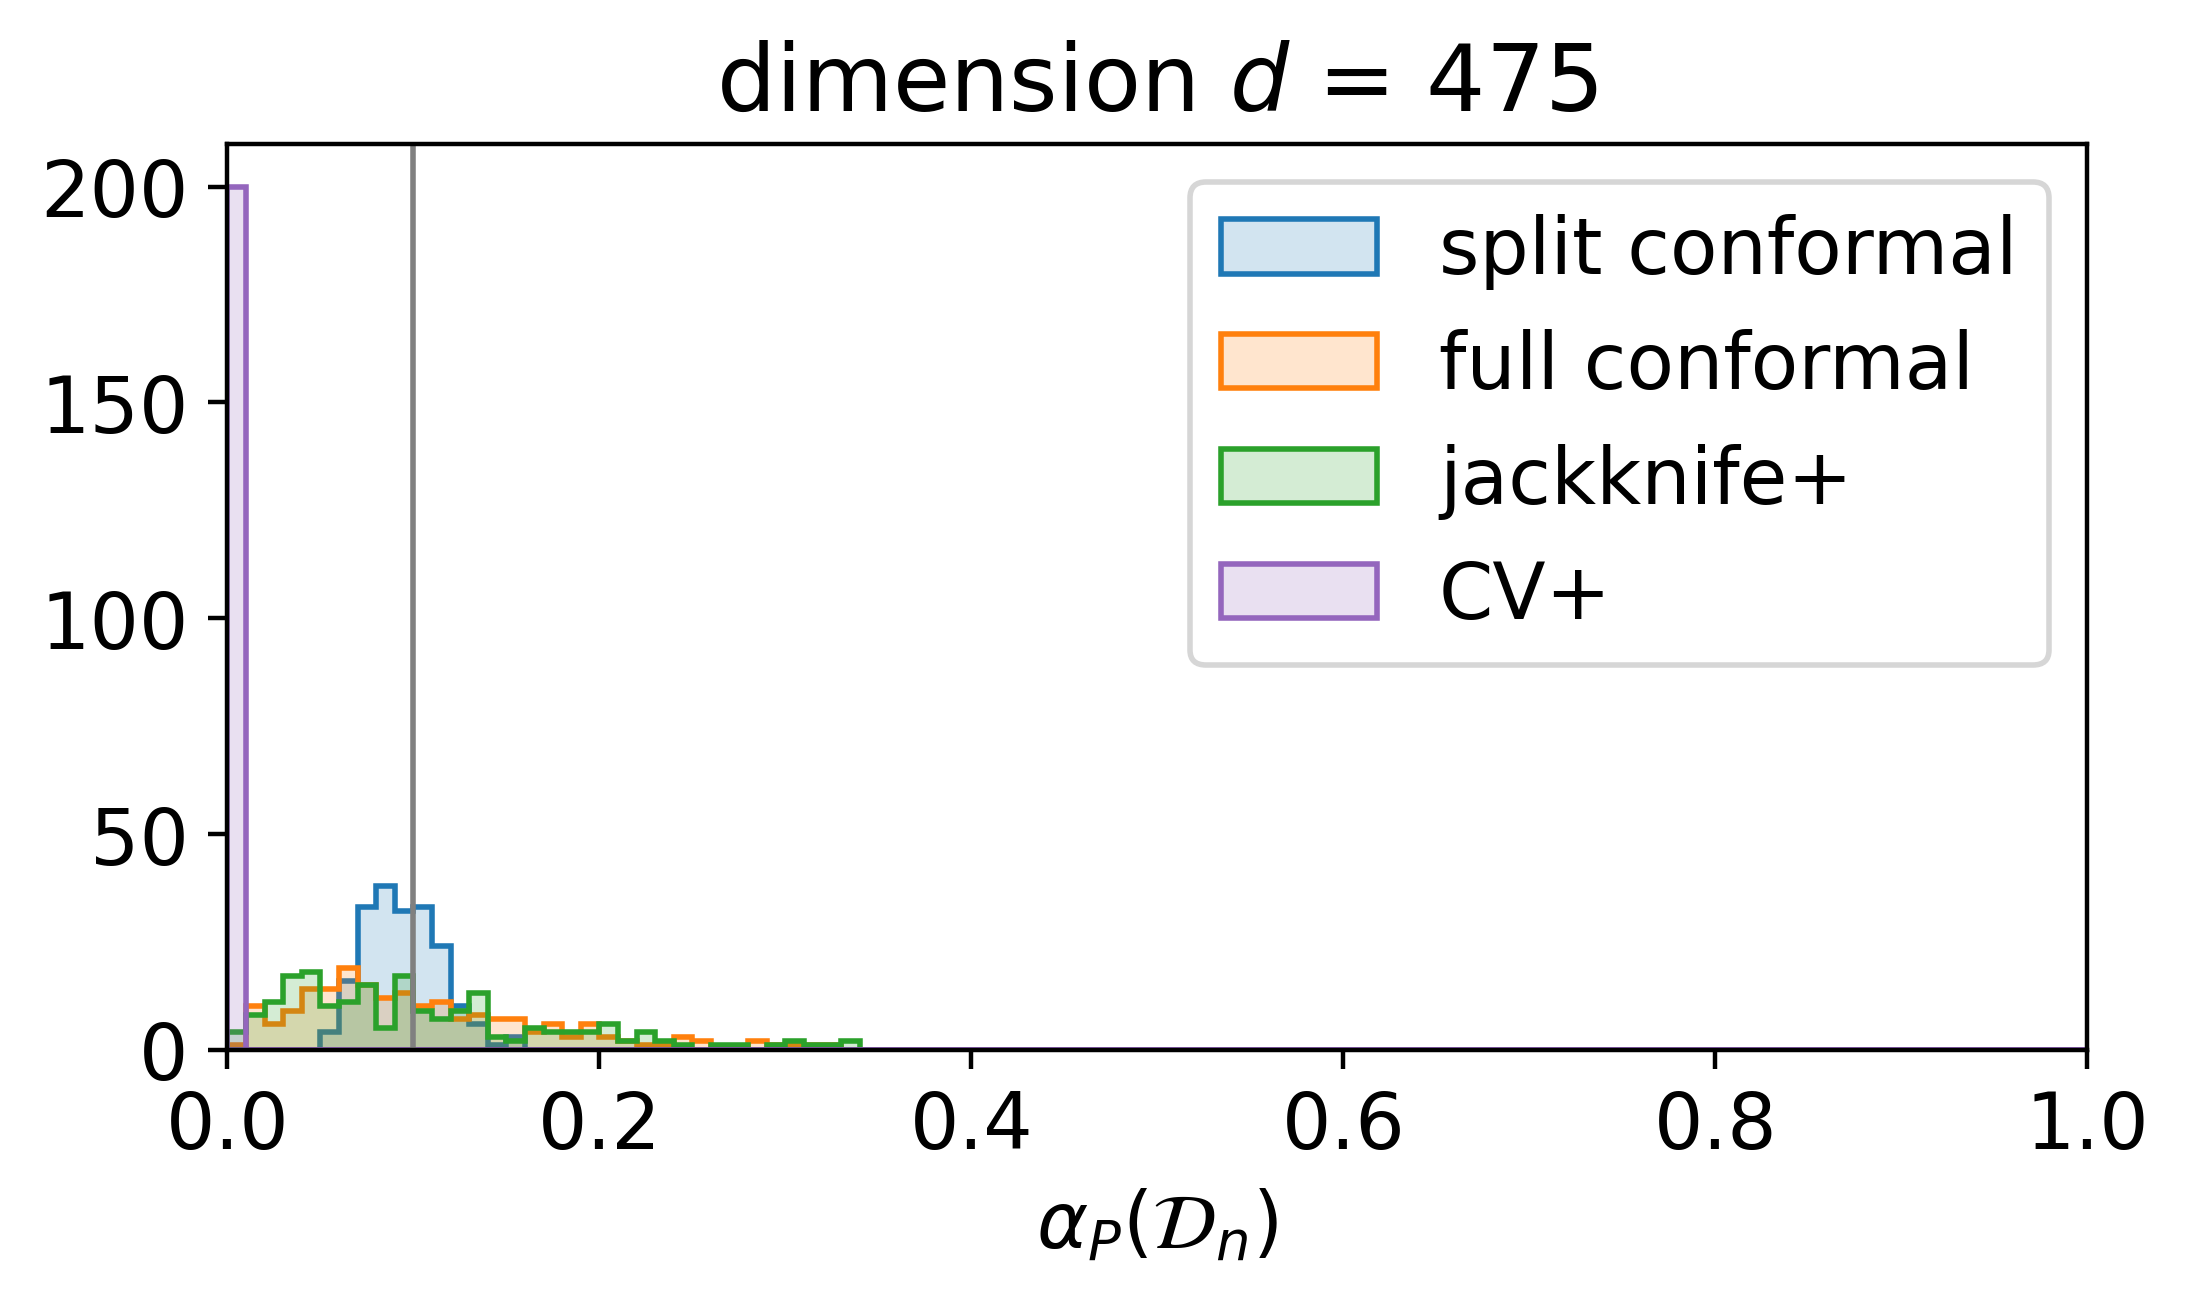 dimension d = 475
200
150
100
50
0
split conformal
full conformal
jackknife+
CV+
0.0 0.2 0.4 0.6 0.8 1.0
α_P(𝒟_n)